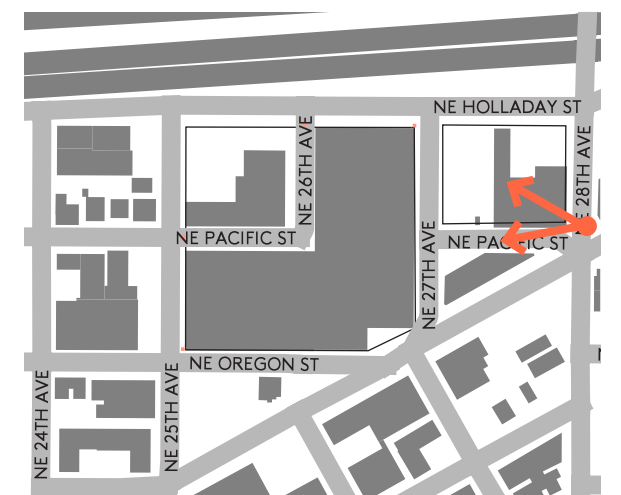 NE HOLLADAY ST
NE 26TH AVE
NE 28TH AVE
NE PACIFIC ST
NE PACIFIC ST
NE 27TH AVE
NE OREGON ST
NE 24TH AVE
NE 25TH AVE